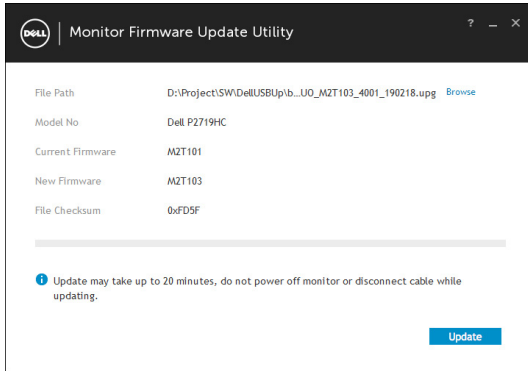 DELL
Monitor Firmware Update Utility
? _ ×
File Path D:\Project\SW\DellUSBUp\b...UO_M2T103_4001_190218.upg Browse
Model No Dell P2719HC
Current Firmware M2T101
New Firmware M2T103
File Checksum 0xFD5F
Update may take up to 20 minutes, do not power off monitor or disconnect cable while
updating.
Update